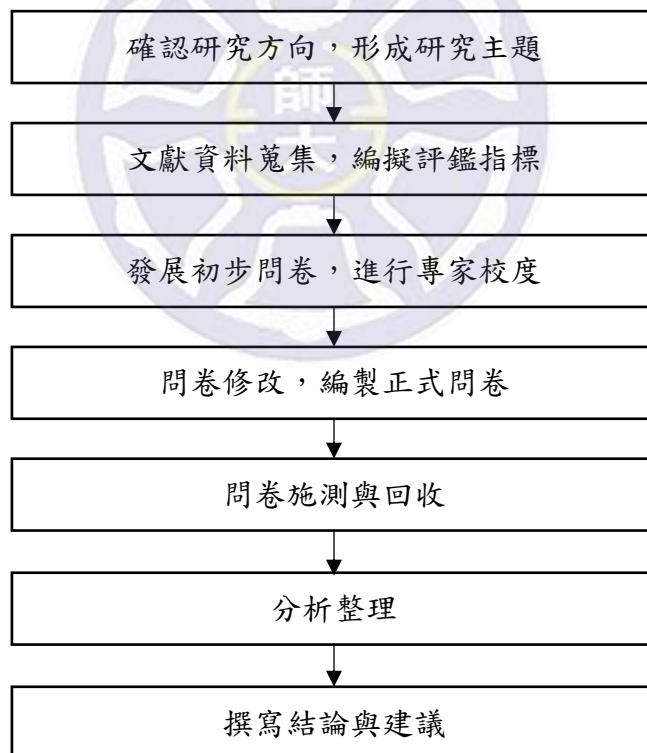 確認研究方向，形成研究主題
師大
文獻資料蒐集，編擬評鑑指標
發展初步問卷，進行專家校度
問卷修改，編製正式問卷
問卷施測與回收
分析整理
撰寫結論與建議